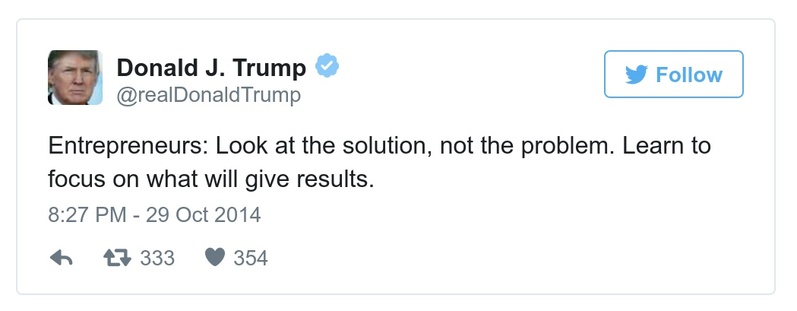 Donald J. Trump
@realDonaldTrump
Follow
Entrepreneurs: Look at the solution, not the problem. Learn to
focus on what will give results.
8:27 PM - 29 Oct 2014
333 354